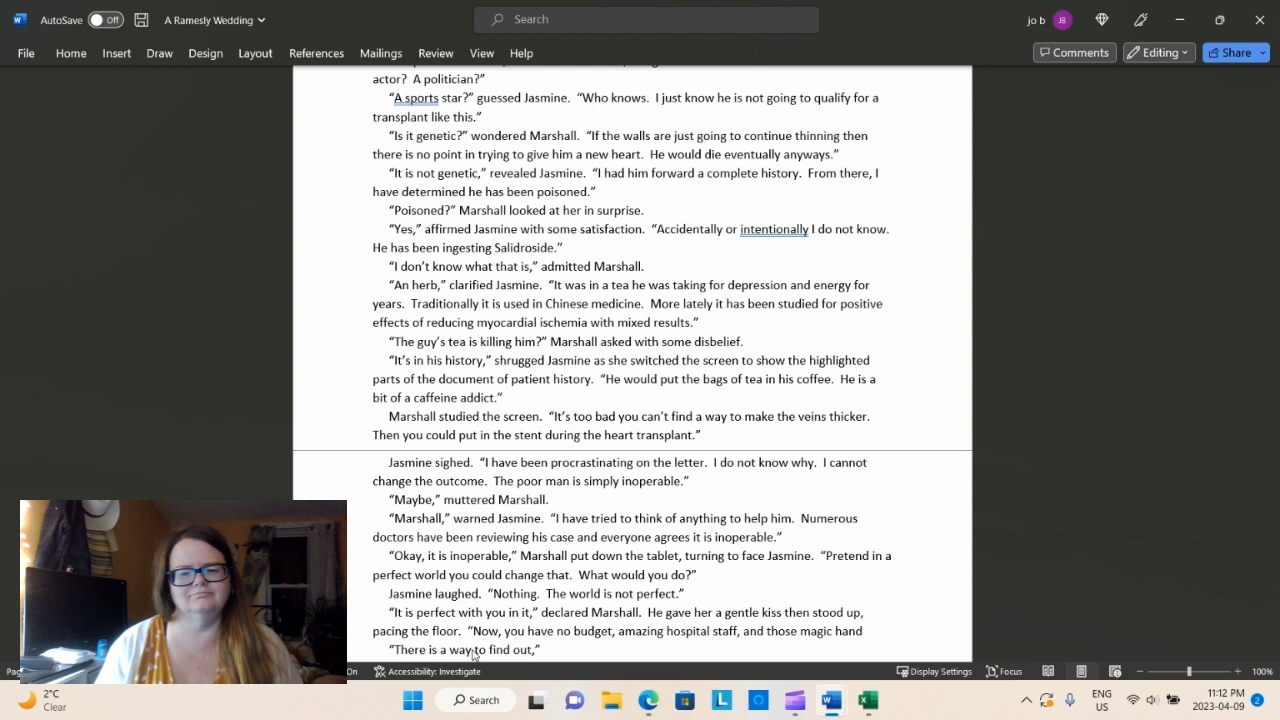 AutoSave Off A Ramesly Wedding Search jo b JB
File Home Insert Draw Design Layout References Mailings Review View Help Comments Editing Share
actor?  A politician?”
“A sports star?” guessed Jasmine.  “Who knows.  I just know he is not going to qualify for a
transplant like this.”
“Is it genetic?” wondered Marshall.  “If the walls are just going to continue thinning then
there is no point in trying to give him a new heart.  He would die eventually anyways.”
“It is not genetic,” revealed Jasmine.  “I had him forward a complete history.  From there, I
have determined he has been poisoned.”
“Poisoned?” Marshall looked at her in surprise.
“Yes,” affirmed Jasmine with some satisfaction.  “Accidentally or intentionally I do not know.
He has been ingesting Salidroside.”
“I don’t know what that is,” admitted Marshall.
“An herb,” clarified Jasmine.  “It was in a tea he was taking for depression and energy for
years.  Traditionally it is used in Chinese medicine.  More lately it has been studied for positive
effects of reducing myocardial ischemia with mixed results.”
“The guy’s tea is killing him?” Marshall asked with some disbelief.
“It’s in his history,” shrugged Jasmine as she switched the screen to show the highlighted
parts of the document of patient history.  “He would put the bags of tea in his coffee.  He is a
bit of a caffeine addict.”
Marshall studied the screen.  “It’s too bad you can’t find a way to make the veins thicker.
Then you could put in the stent during the heart transplant.”
Jasmine sighed.  “I have been procrastinating on the letter.  I do not know why.  I cannot
change the outcome.  The poor man is simply inoperable.”
“Maybe,” muttered Marshall.
“Marshall,” warned Jasmine.  “I have tried to think of anything to help him.  Numerous
doctors have been reviewing his case and everyone agrees it is inoperable.”
“Okay, it is inoperable,” Marshall put down the tablet, turning to face Jasmine.  “Pretend in a
perfect world you could change that.  What would you do?”
Jasmine laughed.  “Nothing.  The world is not perfect.”
“It is perfect with you in it,” declared Marshall.  He gave her a gentle kiss then stood up,
pacing the floor.  “Now, you have no budget, amazing hospital staff, and those magic hand
“There is a way to find out,”
Accessibility: Investigate Display Settings Focus 100%
2°C
Clear
Search
ENG
US
11:12 PM
2023-04-09
2